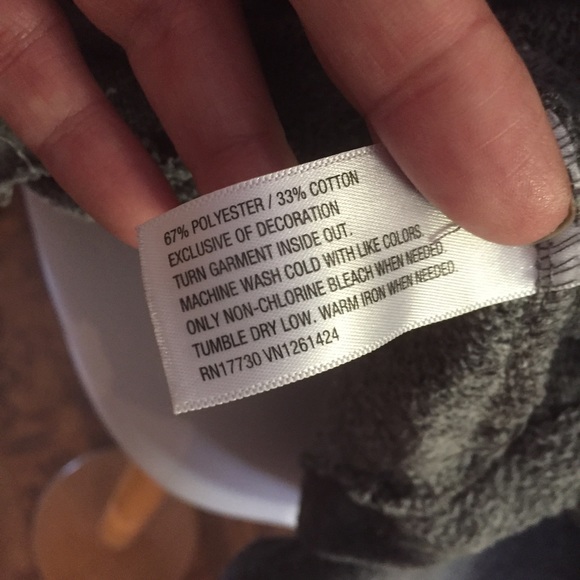 67% POLYESTER / 33% COTTON
EXCLUSIVE OF DECORATION
TURN GARMENT INSIDE OUT.
MACHINE WASH COLD WITH LIKE COLORS
ONLY NON-CHLORINE BLEACH WHEN NEEDED
TUMBLE DRY LOW. WARM IRON WHEN NEEDED.
RN17730 VN1261424